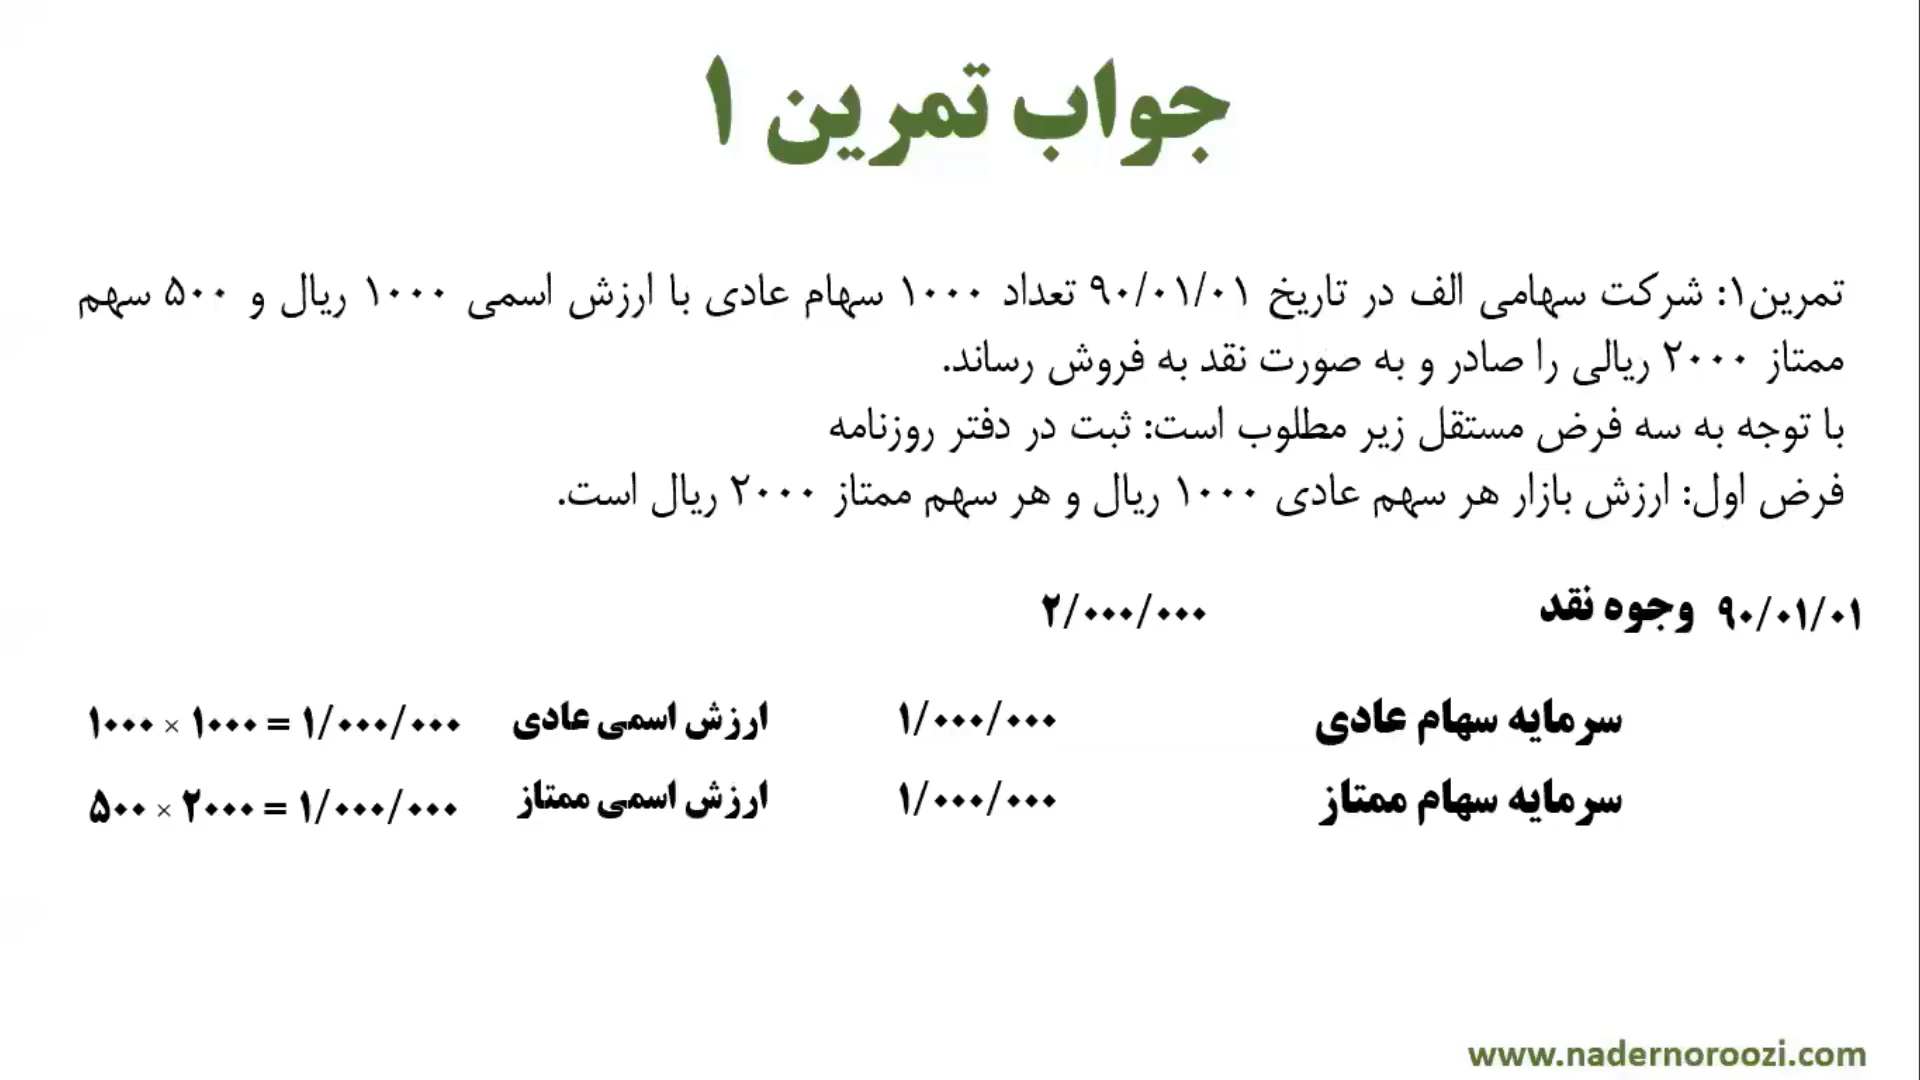 جواب تمرین ۱
تمرین۱: شرکت سهامی الف در تاریخ ۹۰/۰۱/۰۱ تعداد ۱۰۰۰ سهام عادی با ارزش اسمی ۱۰۰۰ ریال و ۵۰۰ سهم
ممتاز ۲۰۰۰ ریالی را صادر و به صورت نقد به فروش رساند.
با توجه به سه فرض مستقل زیر مطلوب است: ثبت در دفتر روزنامه
فرض اول: ارزش بازار هر سهم عادی ۱۰۰۰ ریال و هر سهم ممتاز ۲۰۰۰ ریال است.
۹۰/۰۱/۰۱ وجوه نقد ۲/۰۰۰/۰۰۰
سرمایه سهام عادی ۱/۰۰۰/۰۰۰ ارزش اسمی عادی ۱۰۰۰ × ۱۰۰۰ = ۱/۰۰۰/۰۰۰
سرمایه سهام ممتاز ۱/۰۰۰/۰۰۰ ارزش اسمی ممتاز ۵۰۰ × ۲۰۰۰ = ۱/۰۰۰/۰۰۰
www.nadernoroozi.com